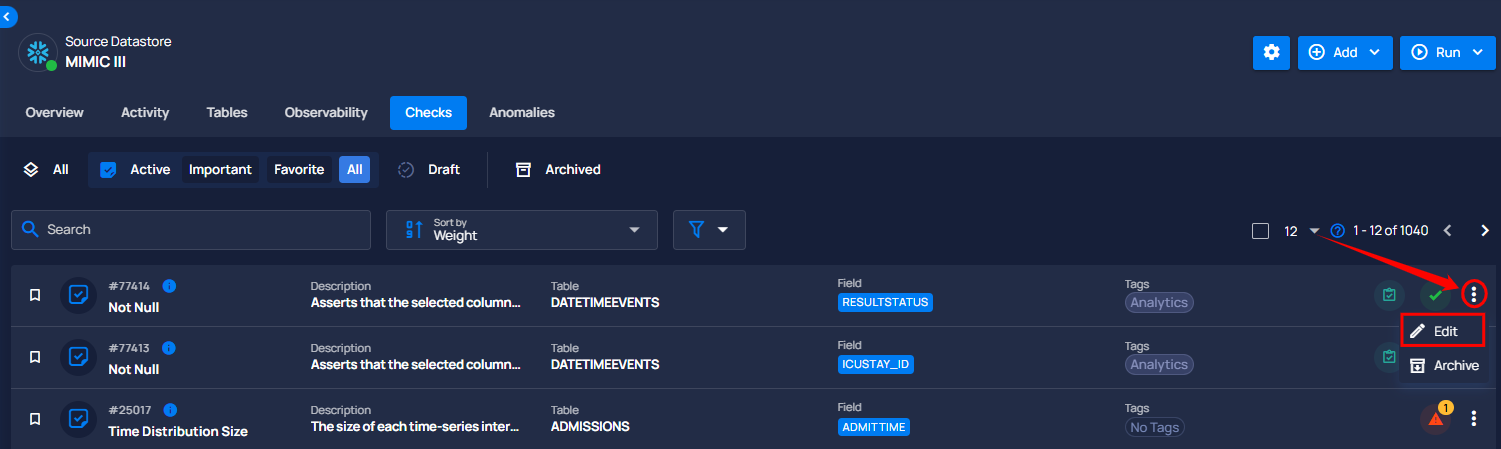 Source Datastore
MIMIC III
Add
Run
Overview Activity Tables Observability Checks Anomalies
All Active Important Favorite All Draft Archived
Search
Sort by
Weight
12 1 - 12 of 1040
#77414
Not Null
Description
Asserts that the selected column...
Table
DATETIMEEVENTS
Field
RESULTSTATUS
Tags
Analytics
Edit
Archive
#77413
Not Null
Description
Asserts that the selected column...
Table
DATETIMEEVENTS
Field
ICUSTAY_ID
Tags
Analytics
#25017
Time Distribution Size
Description
The size of each time-series inter...
Table
ADMISSIONS
Field
ADMITTIME
Tags
No Tags
1